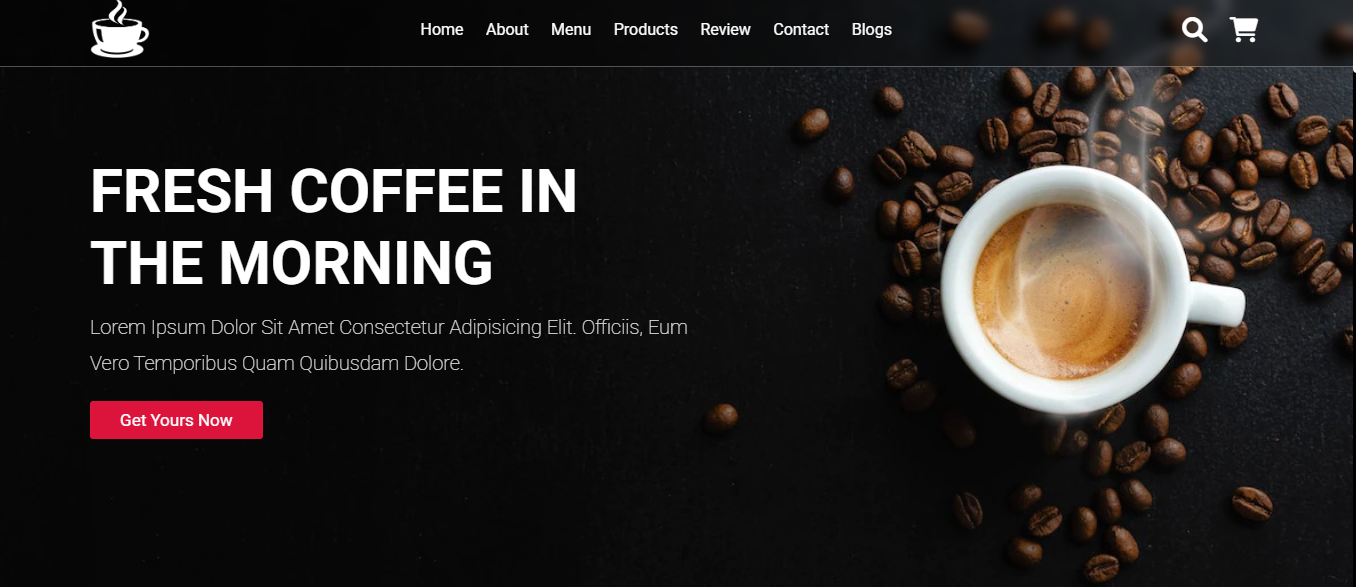 Home About Menu Products Review Contact Blogs
FRESH COFFEE IN
THE MORNING
Lorem Ipsum Dolor Sit Amet Consectetur Adipisicing Elit. Officiis, Eum
Vero Temporibus Quam Quibusdam Dolore.
Get Yours Now